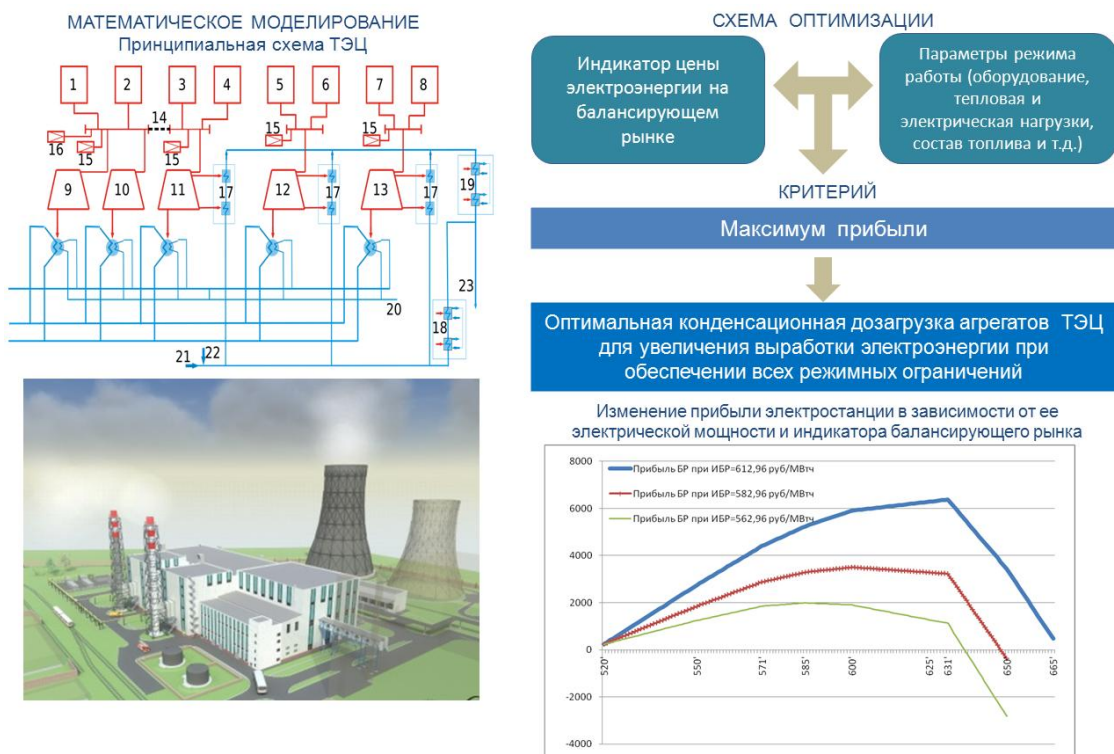 МАТЕМАТИЧЕСКОЕ МОДЕЛИРОВАНИЕ
Принципиальная схема ТЭЦ
1 2 3 4 5 6 7 8
14
16 15 15 15 15
9 10 11 17 12 17 13 17 19
20
23
18
21 22
СХЕМА ОПТИМИЗАЦИИ
Индикатор цены
электроэнергии на
балансирующем
рынке
Параметры режима
работы (оборудование,
тепловая и
электрическая нагрузки,
состав топлива и т.д.)
КРИТЕРИЙ
Максимум прибыли
Оптимальная конденсационная дозагрузка агрегатов ТЭЦ
для увеличения выработки электроэнергии при
обеспечении всех режимных ограничений
Изменение прибыли электростанции в зависимости от ее
электрической мощности и индикатора балансирующего рынка
8000
6000
4000
2000
0
-2000
-4000
Прибыль БР при ИБР=612,96 руб/МВтч
Прибыль БР при ИБР=582,96 руб/МВтч
Прибыль БР при ИБР=562,96 руб/МВтч
520' 550' 571' 585' 600' 625' 631' 650' 665'